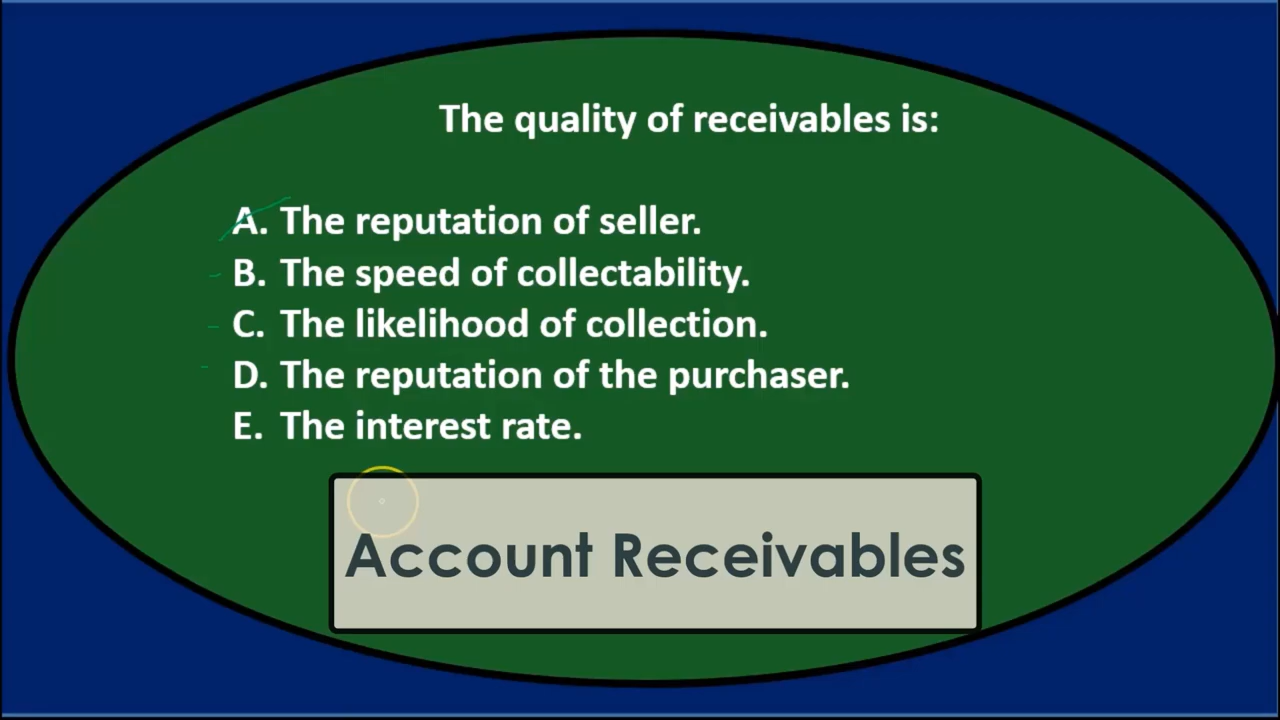 The quality of receivables is:
A. The reputation of seller.
B. The speed of collectability.
C. The likelihood of collection.
D. The reputation of the purchaser.
E. The interest rate.
Account Receivables